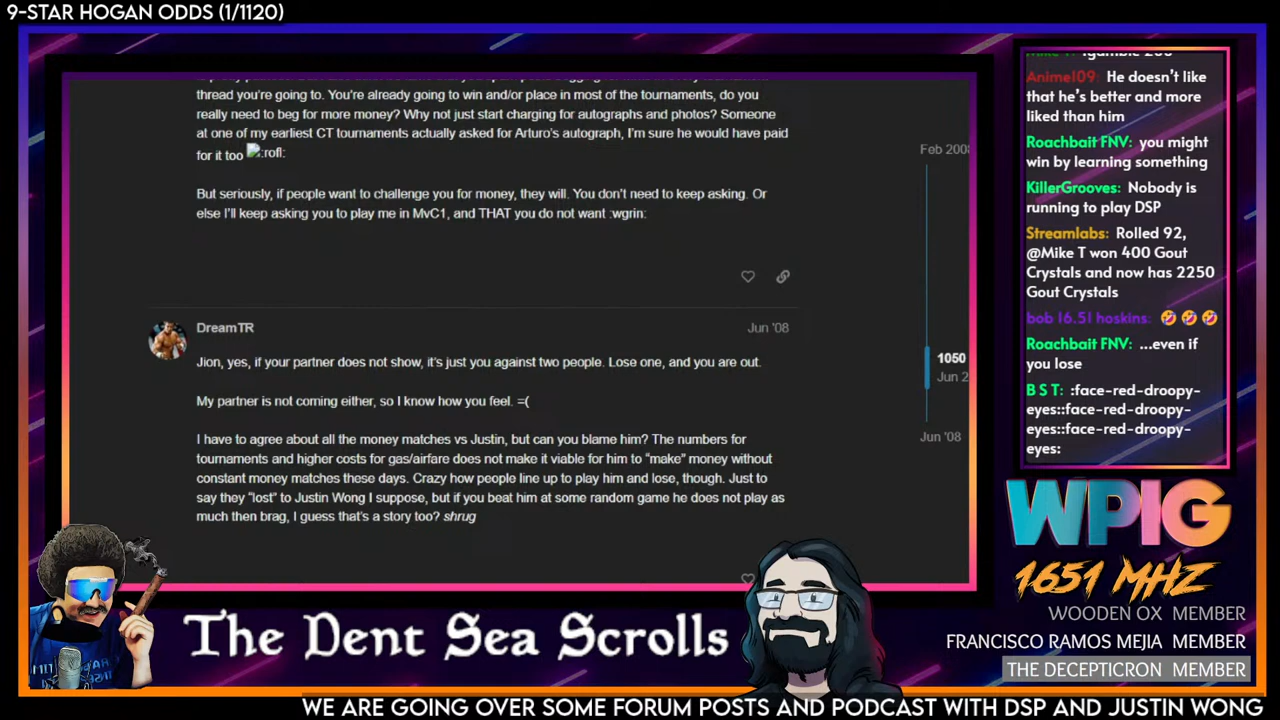 9-STAR HOGAN ODDS (1/1120)
thread you're going to. You're already going to win and/or place in most of the tournaments, do you
really need to beg for more money? Why not just start charging for autographs and photos? Someone
at one of my earliest CT tournaments actually asked for Arturo's autograph, I'm sure he would have paid
for it too :rofl:
But seriously, if people want to challenge you for money, they will. You don't need to keep asking. Or
else I'll keep asking you to play me in MvC1, and THAT you do not want :wgrin:
DreamTR
Jun '08
Jion, yes, if your partner does not show, it's just you against two people. Lose one, and you are out.
My partner is not coming either, so I know how you feel. =(
I have to agree about all the money matches vs Justin, but can you blame him? The numbers for
tournaments and higher costs for gas/airfare does not make it viable for him to "make" money without
constant money matches these days. Crazy how people line up to play him and lose, though. Just to
say they "lost" to Justin Wong I suppose, but if you beat him at some random game he does not play as
much then brag, I guess that's a story too? shrug
Feb 2008
1050
Jun 2
Jun '08
Anime109: He doesn't like
that he's better and more
liked than him
Roachbait FNV: you might
win by learning something
KillerGrooves: Nobody is
running to play DSP
Streamlabs: Rolled 92,
@Mike T won 400 Gout
Crystals and now has 2250
Gout Crystals
bob 16.51 hoskins: 🤣🤣🤣
Roachbait FNV: ...even if
you lose
B S T: :face-red-droopy-
eyes::face-red-droopy-
eyes::face-red-droopy-
eyes:
WPIG
1651 MHZ
WOODEN OX MEMBER
FRANCISCO RAMOS MEJIA MEMBER
THE DECEPTICRON MEMBER
The Dent Sea Scrolls
WE ARE GOING OVER SOME FORUM POSTS AND PODCAST WITH DSP AND JUSTIN WONG